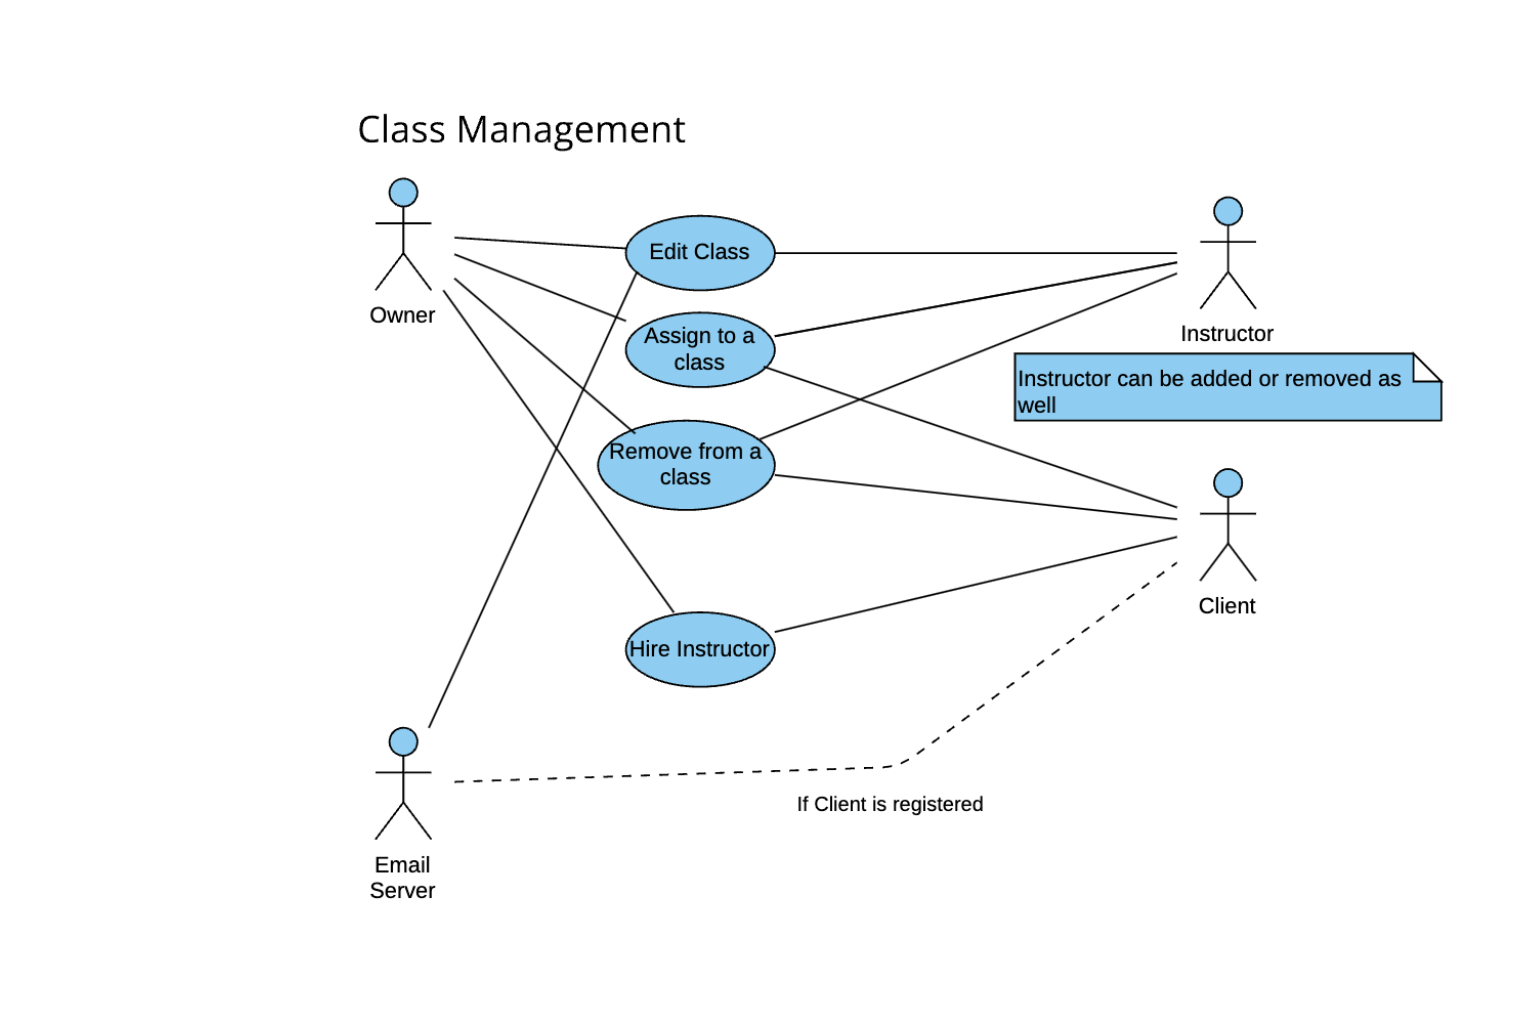 Class Management
Owner
Edit Class
Assign to a
class
Remove from a
class
Hire Instructor
Instructor
Instructor can be added or removed as
well
Client
If Client is registered
Email
Server